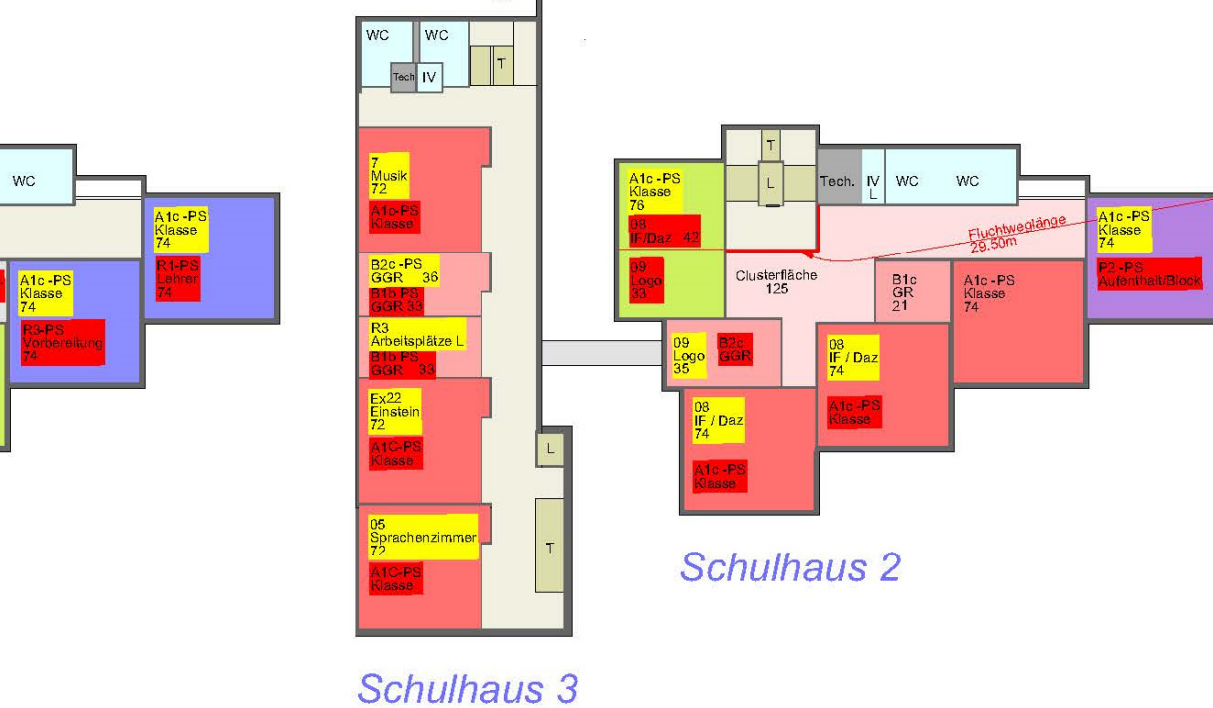 WC
A1c -PS
Klasse
74
R1-PS
Lehrer
74
A1c -PS
Klasse
74
R3-PS
Vorbereitung
74
WC
WC
T
Tech
IV
7
Musik
72
A1c-PS
Klasse
B2c -PS
GGR 36
B1b PS
GGR 33
R3
Arbeitsplätze L
B1b PS
GGR 33
Ex22
Einstein
72
A1C-PS
Klasse
L
05
Sprachenzimmer
72
A1C-PS
Klasse
T
Schulhaus 3
A1c -PS
Klasse
76
08
IF/Daz 42
09
Logo
33
T
L
Tech.
IV
L
WC
WC
Fluchtweglänge
29.50m
Clusterfläche
125
A1c -PS
Klasse
74
P2 -PS
Aufenthalt/Block
B1c
GR
21
A1c -PS
Klasse
74
09
Logo
35
B2c
GGR
08
IF / Daz
74
A1c -PS
Klasse
08
IF / Daz
74
A1c -PS
Klasse
Schulhaus 2